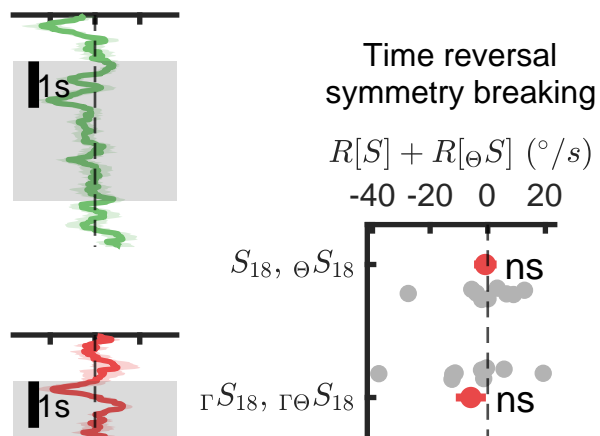 1s
Time reversal
symmetry breaking
R[S] + R[ΘS] (°/s)
-40 -20 0 20
S18, ΘS18
ns
1s
ΓS18, ΓΘS18
ns